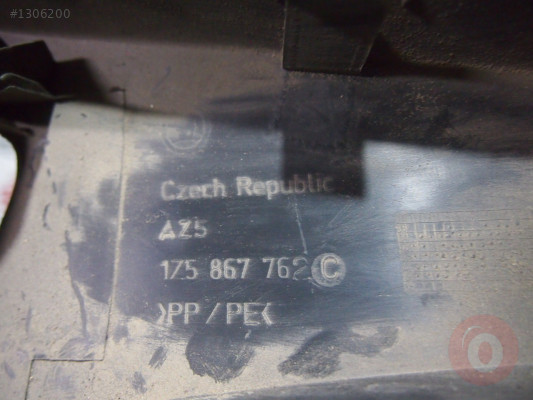 #1306200
Czech Republic
AZ5
1Z5 867 762 C
>PP/PE<